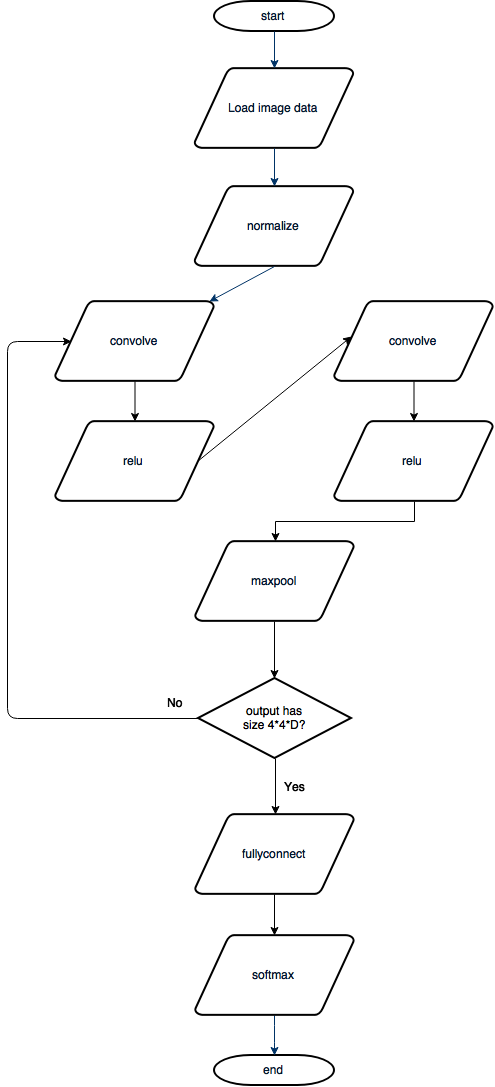 start
Load image data
normalize
convolve
relu
convolve
relu
maxpool
output has
size 4*4*D?
No
Yes
fullyconnect
softmax
end